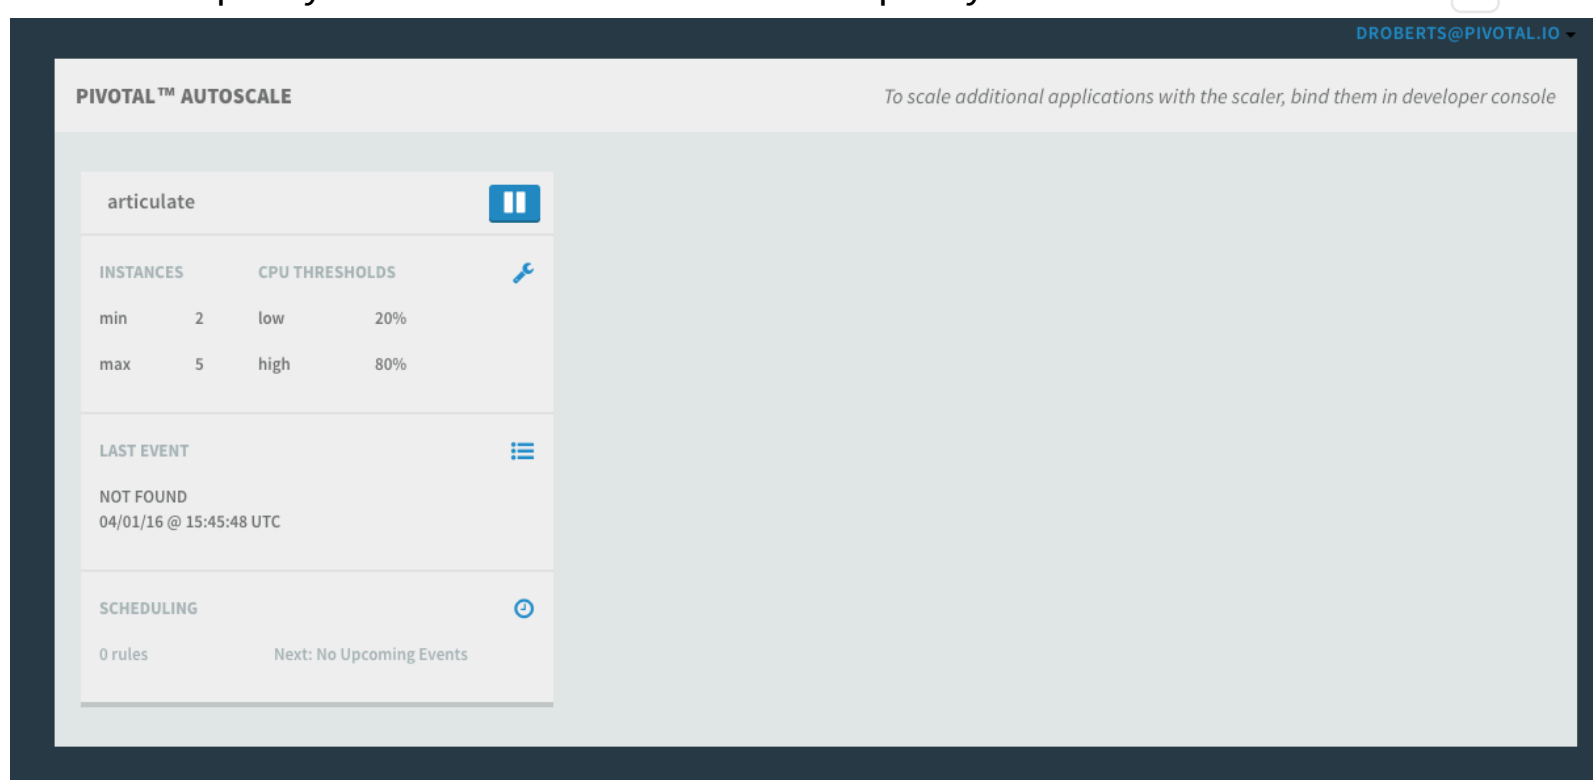 DROBERTS@PIVOTAL.IO
PIVOTAL™ AUTOSCALE
To scale additional applications with the scaler, bind them in developer console
articulate
INSTANCES CPU THRESHOLDS
min 2 low 20%
max 5 high 80%
LAST EVENT
NOT FOUND
04/01/16 @ 15:45:48 UTC
SCHEDULING
0 rules Next: No Upcoming Events